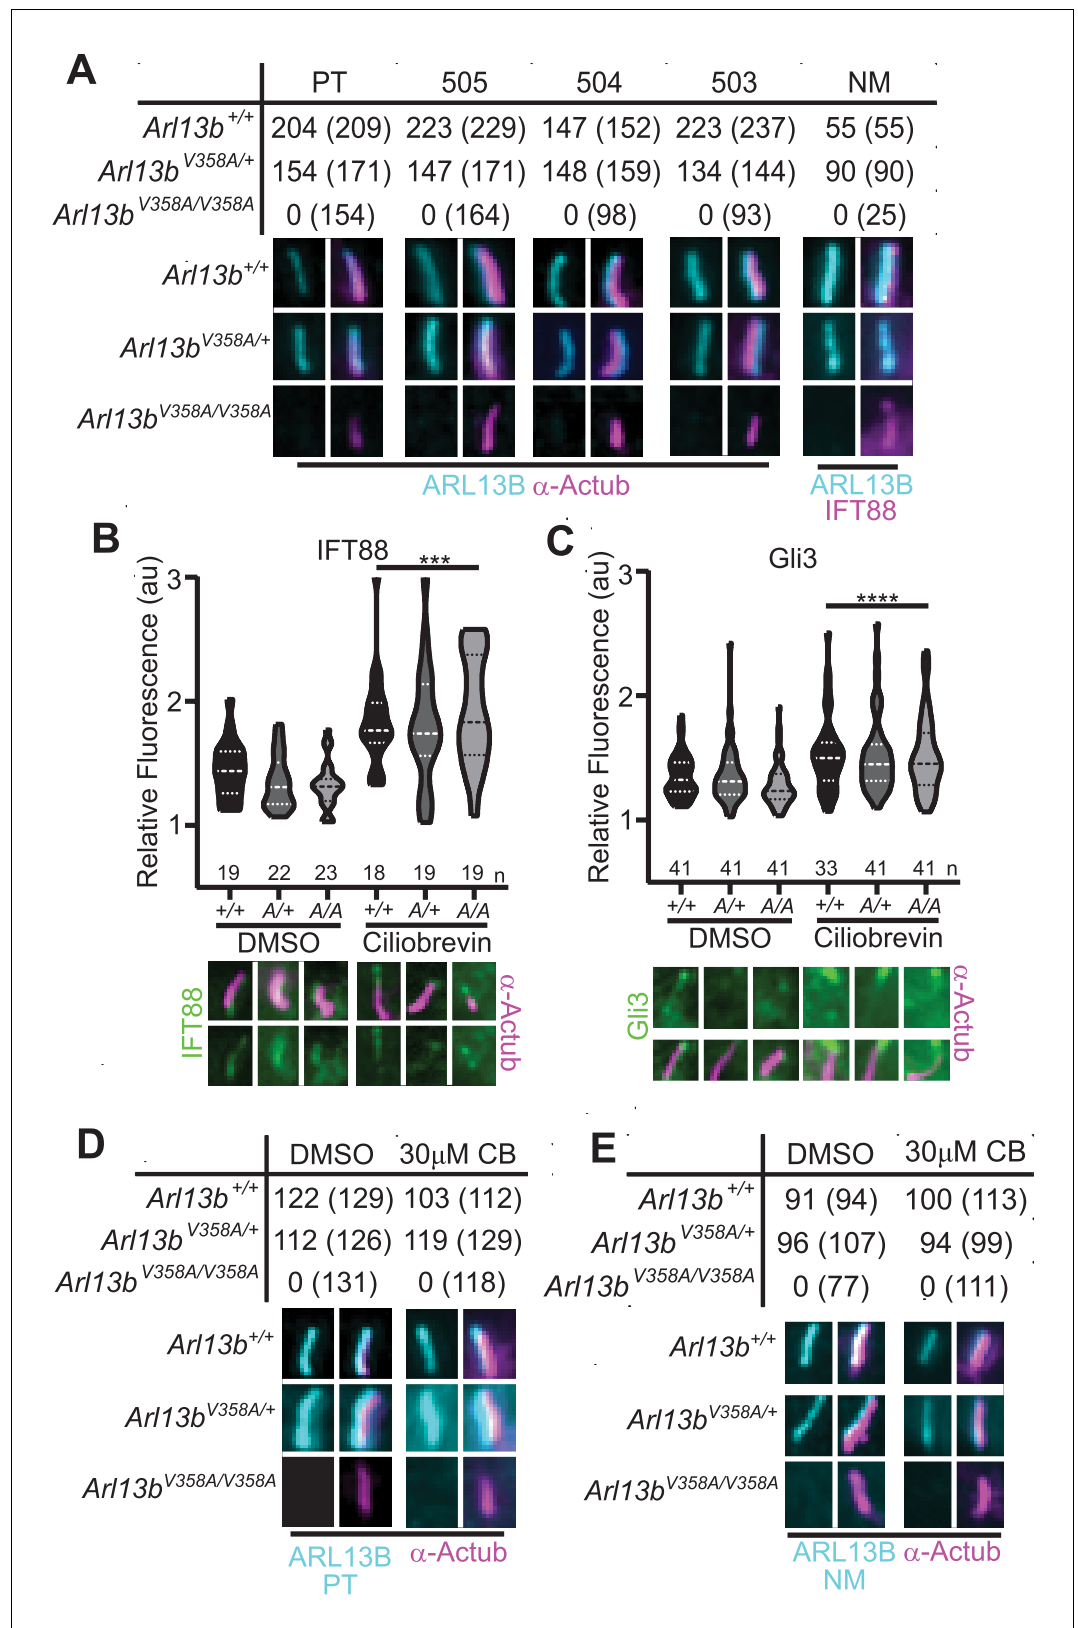 A
PT 505 504 503 NM
Arl13b+/+ 204 (209) 223 (229) 147 (152) 223 (237) 55 (55)
Arl13bV358A/+ 154 (171) 147 (171) 148 (159) 134 (144) 90 (90)
Arl13bV358A/V358A 0 (154) 0 (164) 0 (98) 0 (93) 0 (25)
Arl13b+/+
Arl13bV358A/+
Arl13bV358A/V358A
ARL13B α-Actub
ARL13B
IFT88
B
IFT88
***
Relative Fluorescence (au)
3
2
1
19 22 23 18 19 19 n
+/+ A/+ A/A +/+ A/+ A/A
DMSO Ciliobrevin
IFT88
α-Actub
C
Gli3
****
Relative Fluorescence (au)
3
2
1
41 41 41 33 41 41 n
+/+ A/+ A/A +/+ A/+ A/A
DMSO Ciliobrevin
Gli3
α-Actub
D
DMSO 30μM CB
Arl13b+/+ 122 (129) 103 (112)
Arl13bV358A/+ 112 (126) 119 (129)
Arl13bV358A/V358A 0 (131) 0 (118)
Arl13b+/+
Arl13bV358A/+
Arl13bV358A/V358A
ARL13B α-Actub
PT
E
DMSO 30μM CB
Arl13b+/+ 91 (94) 100 (113)
Arl13bV358A/+ 96 (107) 94 (99)
Arl13bV358A/V358A 0 (77) 0 (111)
Arl13b+/+
Arl13bV358A/+
Arl13bV358A/V358A
ARL13B α-Actub
NM